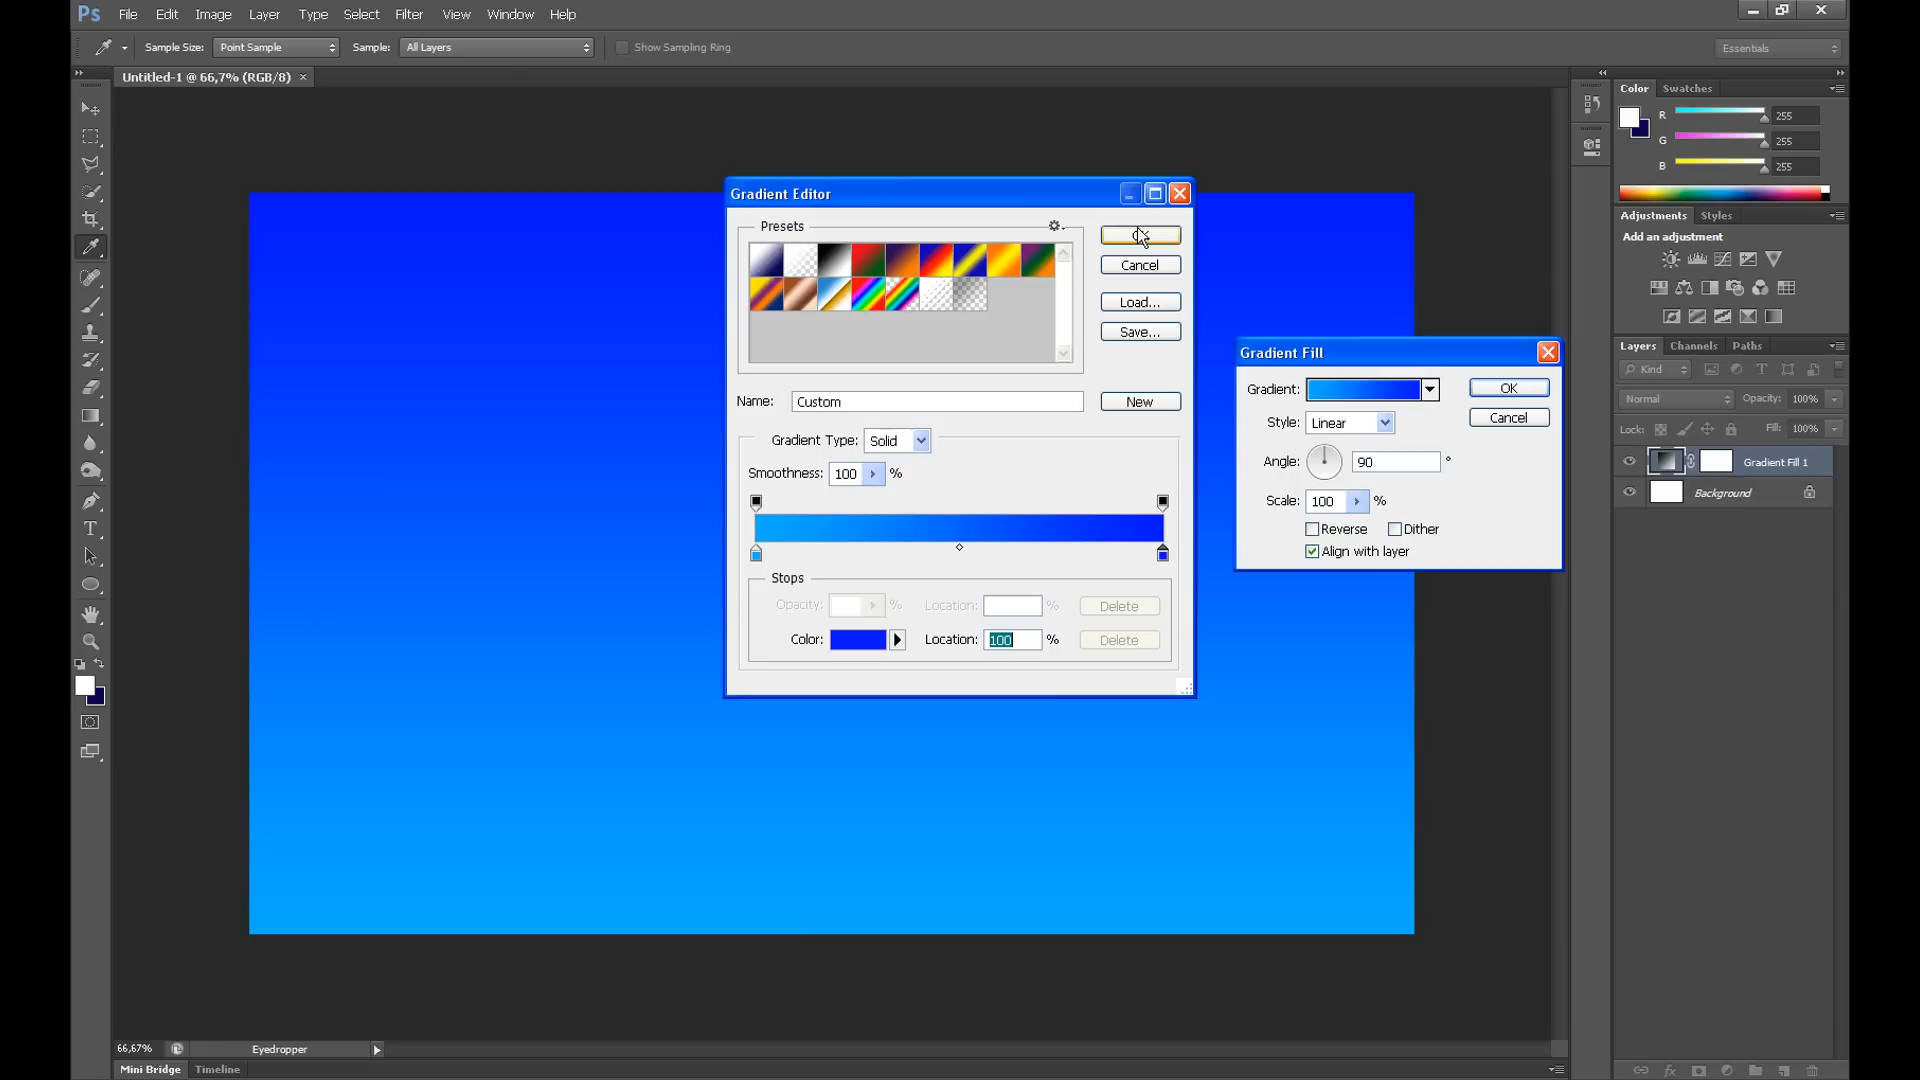 Ps File Edit Image Layer Type Select Filter View Window Help
Sample Size: Point Sample Sample: All Layers Show Sampling Ring Essentials
Untitled-1 @ 66,7% (RGB/8) ×
Gradient Editor
Presets
Cancel
Load...
Save...
Name: Custom New
Gradient Type: Solid
Smoothness: 100 %
Stops
Opacity: % Location: % Delete
Color: Location: 100 % Delete
Gradient Fill
Gradient: OK
Style: Linear Cancel
Angle: 90 °
Scale: 100 %
Reverse Dither
Align with layer
Color Swatches
R 255
G 255
B 255
Adjustments Styles
Add an adjustment
Layers Channels Paths
Kind
Normal Opacity: 100%
Lock: Fill: 100%
Gradient Fill 1
Background
66,67% Eyedropper
Mini Bridge Timeline